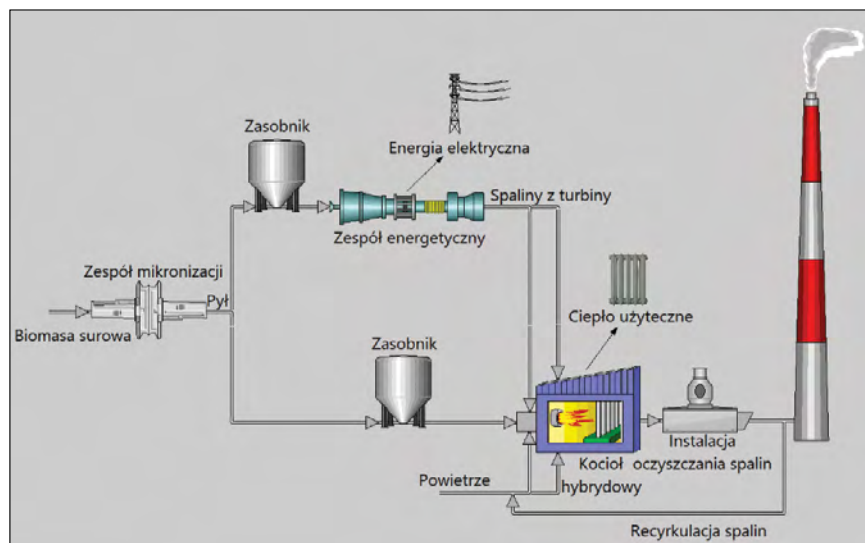 Zasobnik
Energia elektryczna
Spaliny z turbiny
Zespół energetyczny
Zespół mikronizacji
Pył
Biomasa surowa
Ciepło użyteczne
Zasobnik
Instalacja
Kocioł oczyszczania spalin
Powietrze hybrydowy
Recyrkulacja spalin